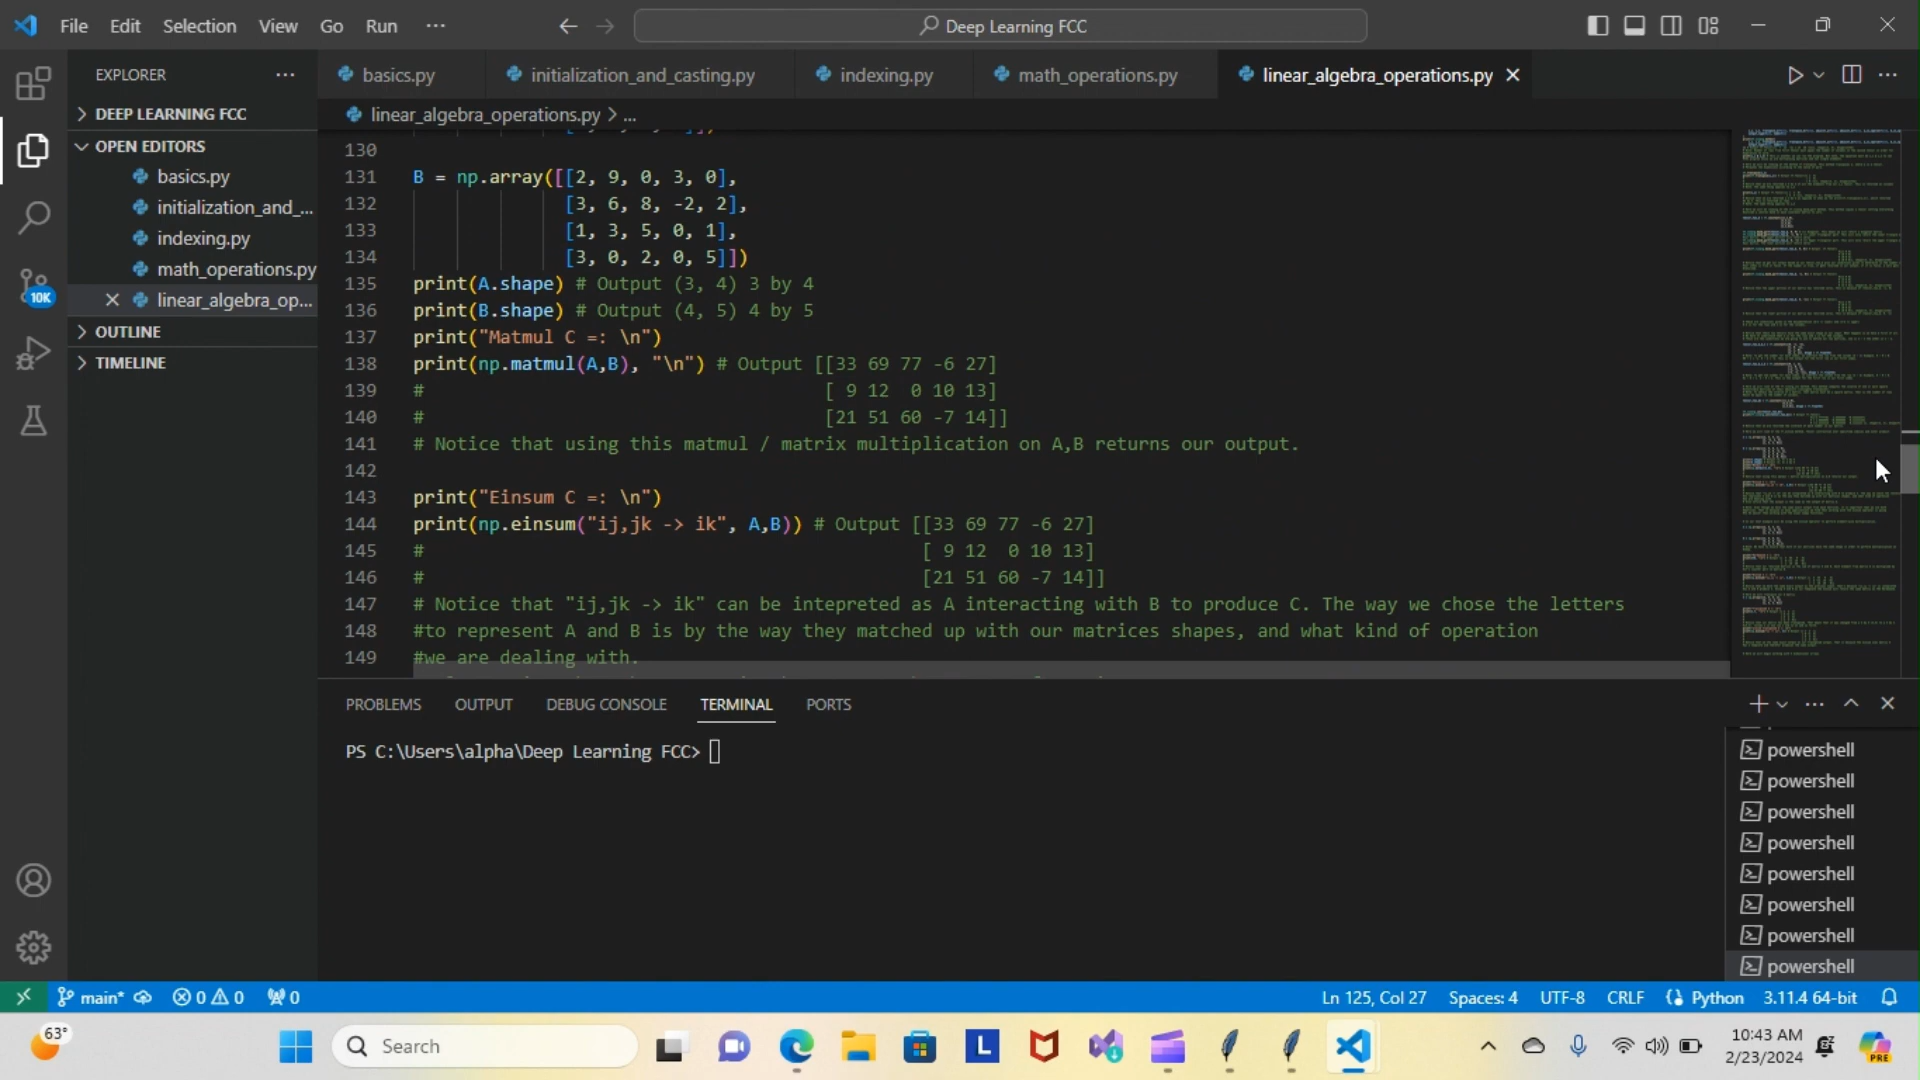 File Edit Selection View Go Run ··· Deep Learning FCC
EXPLORER ···
basics.py initialization_and_casting.py indexing.py math_operations.py linear_algebra_operations.py
DEEP LEARNING FCC
linear_algebra_operations.py > ...
OPEN EDITORS
basics.py
initialization_and_...
indexing.py
math_operations.py
linear_algebra_op...
OUTLINE
TIMELINE
10K
130
131 B = np.array([[2, 9, 0, 3, 0],
132 [3, 6, 8, -2, 2],
133 [1, 3, 5, 0, 1],
134 [3, 0, 2, 0, 5]])
135 print(A.shape) # Output (3, 4) 3 by 4
136 print(B.shape) # Output (4, 5) 4 by 5
137 print("Matmul C =: \n")
138 print(np.matmul(A,B), "\n") # Output [[33 69 77 -6 27]
139 # [ 9 12 0 10 13]
140 # [21 51 60 -7 14]]
141 # Notice that using this matmul / matrix multiplication on A,B returns our output.
142
143 print("Einsum C =: \n")
144 print(np.einsum("ij,jk -> ik", A,B)) # Output [[33 69 77 -6 27]
145 # [ 9 12 0 10 13]
146 # [21 51 60 -7 14]]
147 # Notice that "ij,jk -> ik" can be intepreted as A interacting with B to produce C. The way we chose the letters
148 #to represent A and B is by the way they matched up with our matrices shapes, and what kind of operation
149 #we are dealing with.
PROBLEMS OUTPUT DEBUG CONSOLE TERMINAL PORTS
PS C:\Users\alpha\Deep Learning FCC>
powershell
powershell
powershell
powershell
powershell
powershell
powershell
powershell
main* 0 0 0 Ln 125, Col 27 Spaces: 4 UTF-8 CRLF Python 3.11.4 64-bit
63°
Search
L
10:43 AM
2/23/2024
PRE